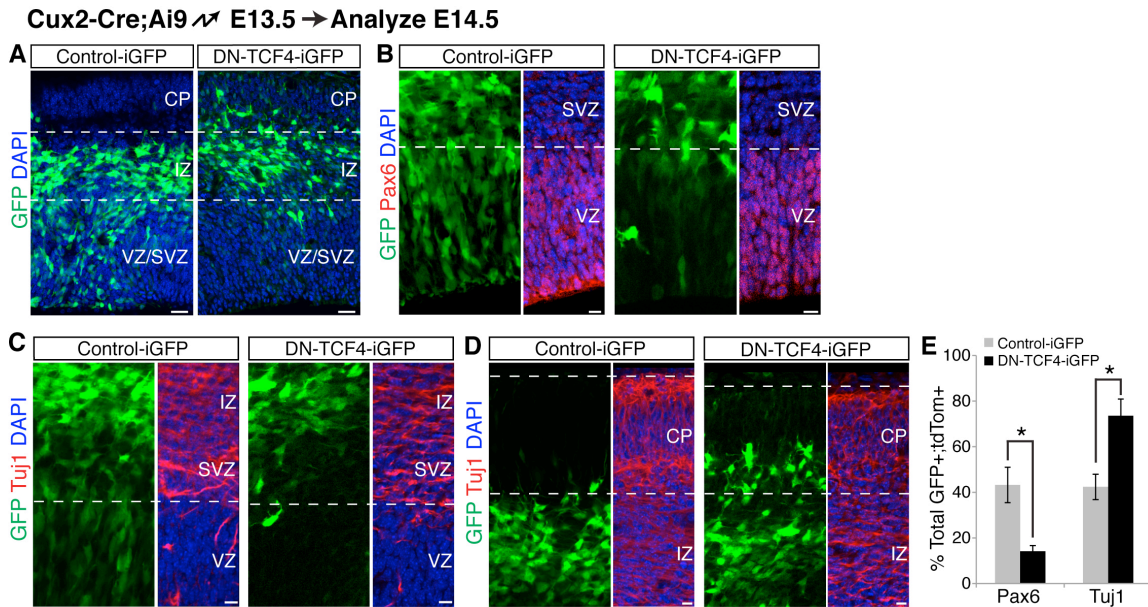 Cux2-Cre;Ai9 E13.5 → Analyze E14.5
A Control-iGFP DN-TCF4-iGFP
GFP DAPI
CP
CP
IZ
IZ
VZ/SVZ
VZ/SVZ
B Control-iGFP DN-TCF4-iGFP
GFP Pax6 DAPI
SVZ
SVZ
VZ
VZ
C Control-iGFP DN-TCF4-iGFP
GFP Tuj1 DAPI
IZ
IZ
SVZ
SVZ
VZ
VZ
D Control-iGFP DN-TCF4-iGFP
GFP Tuj1 DAPI
CP
CP
IZ
IZ
E
Control-iGFP
DN-TCF4-iGFP
% Total GFP+;tdTom+
100
80
60
40
20
0
*
*
Pax6 Tuj1